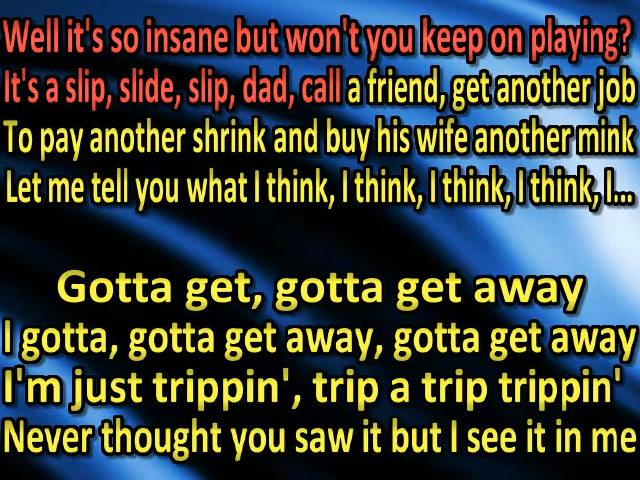 Well it's so insane but won't you keep on playing?
It's a slip, slide, slip, dad, call a friend, get another job
To pay another shrink and buy his wife another mink
Let me tell you what I think, I think, I think, I think, I...
Gotta get, gotta get away
I gotta, gotta get away, gotta get away
I'm just trippin', trip a trip trippin'
Never thought you saw it but I see it in me